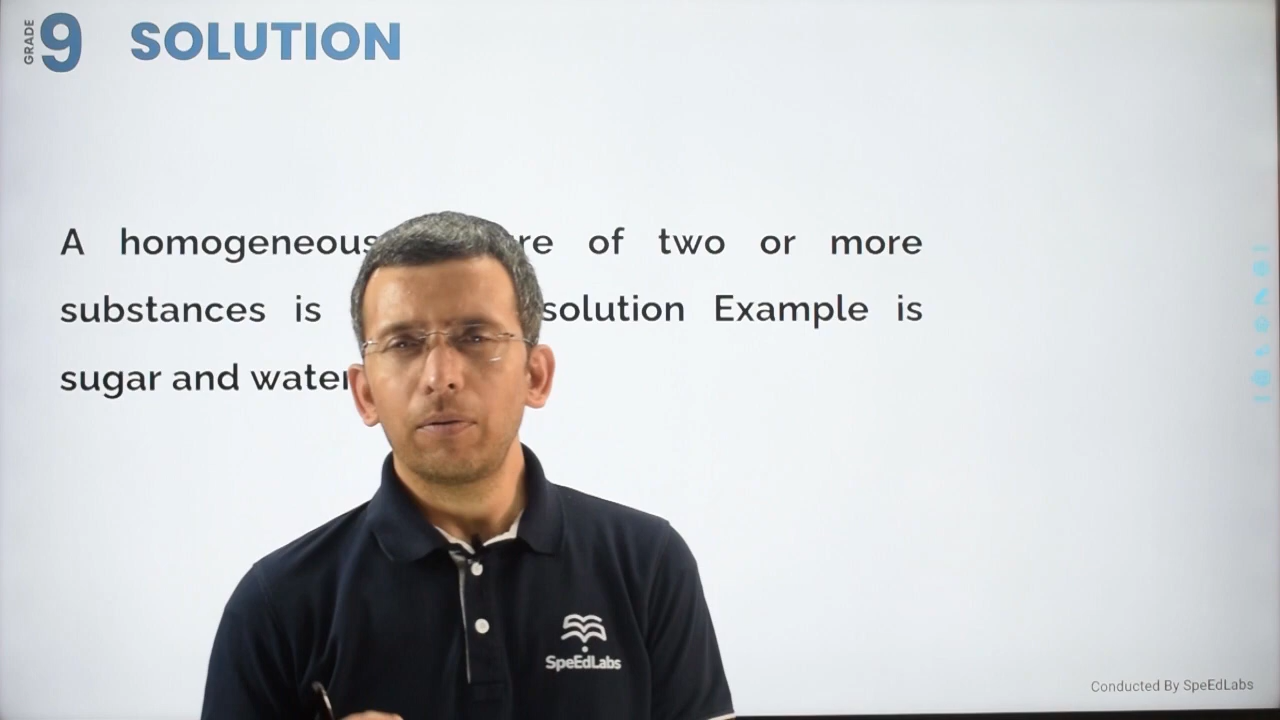 GRADE 9 SOLUTION
A homogeneous re of two or more
substances is solution Example is
sugar and water
SpeEdLabs
Conducted By SpeEdLabs